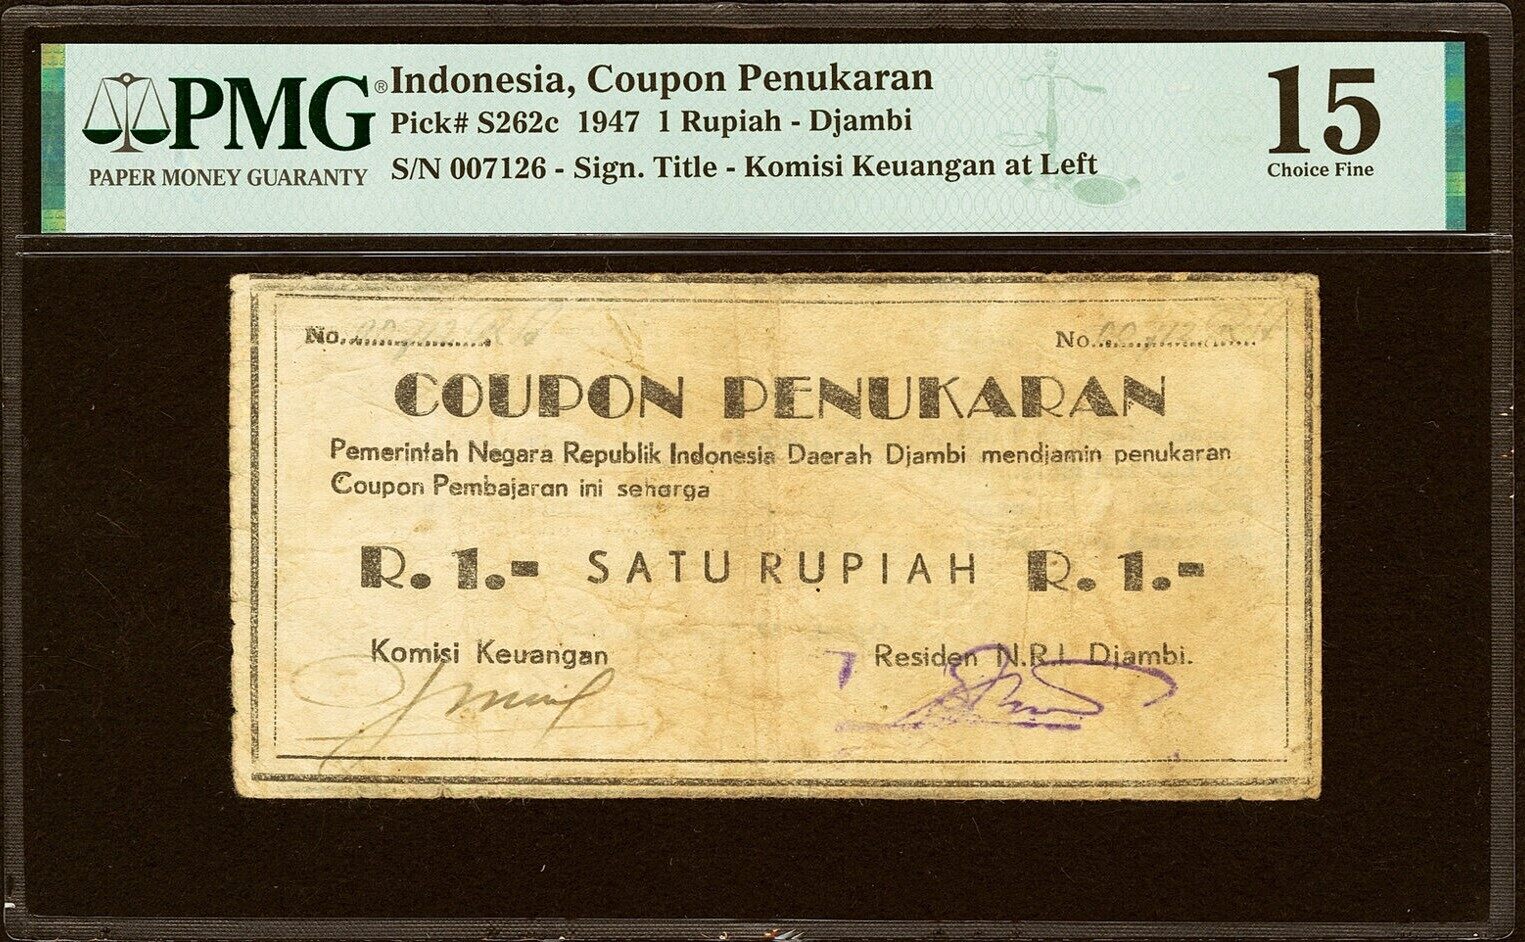 PMG®
PAPER MONEY GUARANTY
Indonesia, Coupon Penukaran
Pick# S262c 1947 1 Rupiah - Djambi
S/N 007126 - Sign. Title - Komisi Keuangan at Left
15
Choice Fine
No.
No.
COUPON PENUKARAN
Pemerintah Negara Republik Indonesia Daerah Djambi mendjamin penukaran
Coupon Pembajaran ini seharga
R. 1.- SATU RUPIAH R. 1.-
Komisi Keuangan
Residen N.R.I. Djambi.